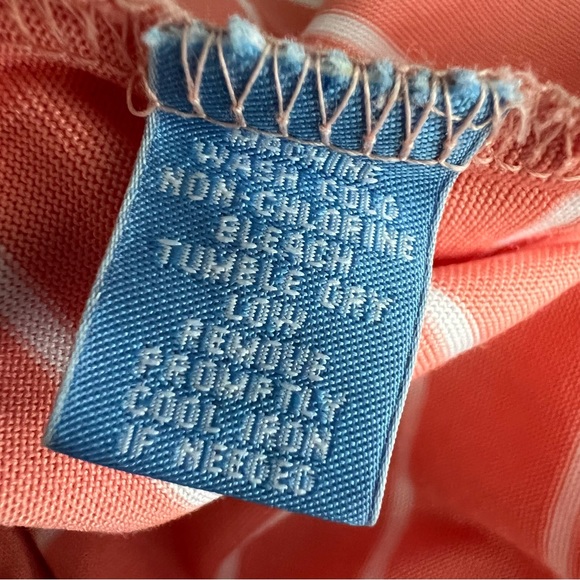 MACHINE
WASH COLD
NON-CHLORINE
BLEACH
TUMBLE DRY
LOW
REMOVE
PROMPTLY
COOL IRON
IF NEEDED